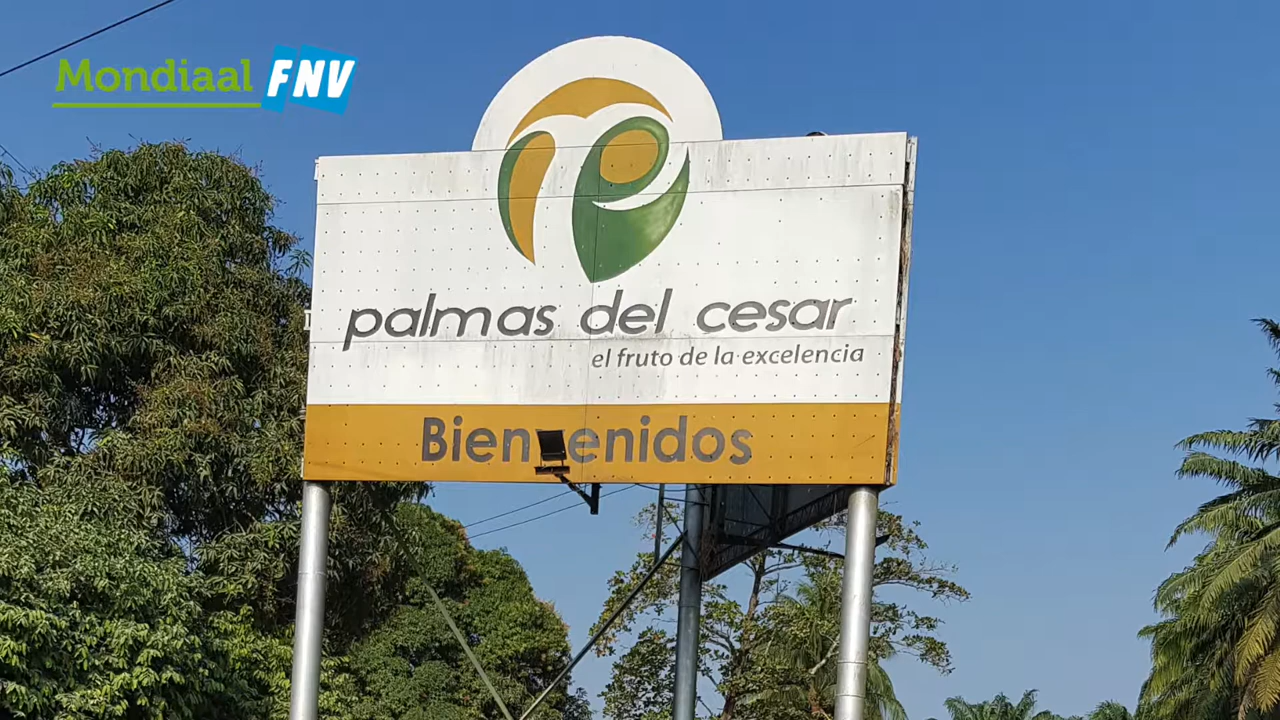 Mondiaal FNV
palmas del cesar
el fruto de la excelencia
Bienvenidos